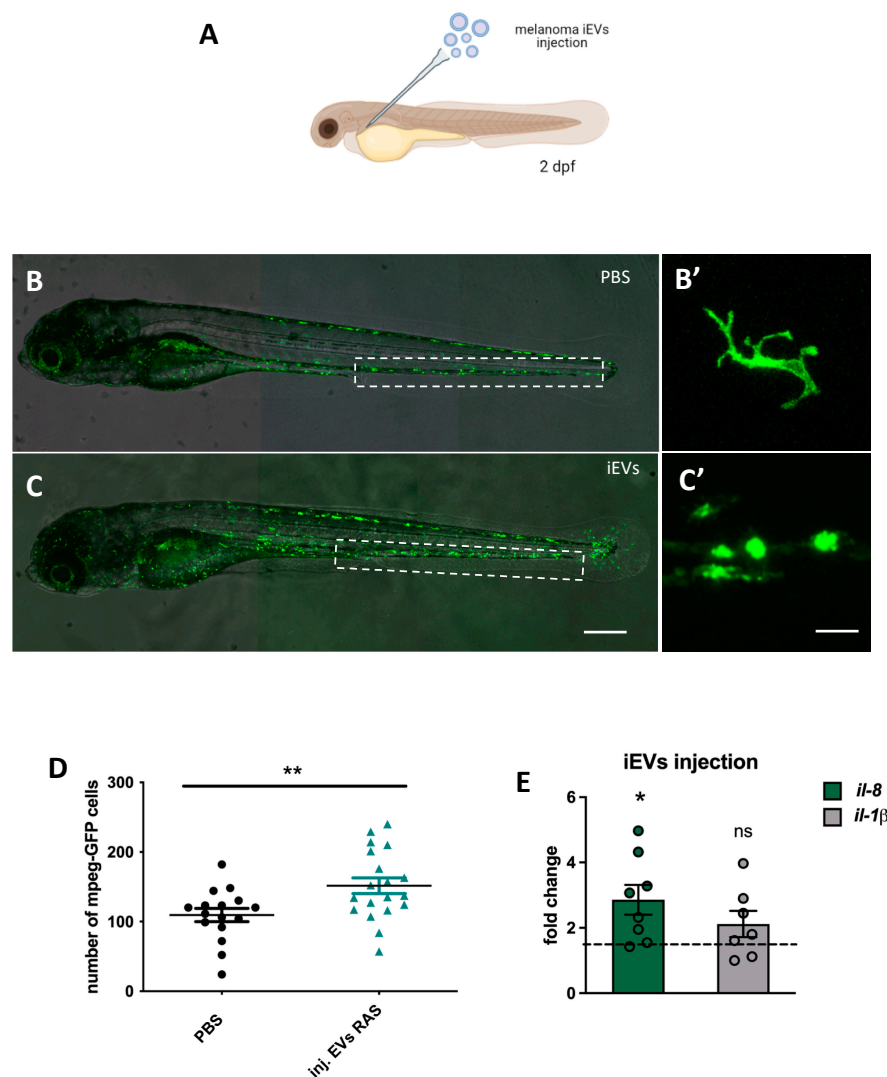 A
melanoma iEVs
injection
2 dpf
B
PBS
B’
C
iEVs
C’
D
**
number of mpeg-GFP cells
300
200
100
0
PBS
inj. EVs RAS
E
iEVs injection
il-8
il-1β
*
ns
fold change
6
4
2
0